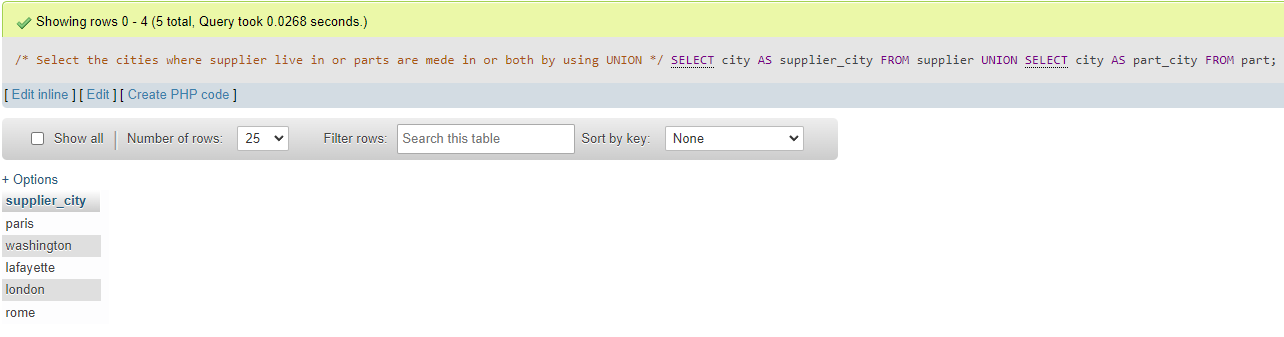 Showing rows 0 - 4 (5 total, Query took 0.0268 seconds.)
/* Select the cities where supplier live in or parts are mede in or both by using UNION */ SELECT city AS supplier_city FROM supplier UNION SELECT city AS part_city FROM part;
[ Edit inline ] [ Edit ] [ Create PHP code ]
Show all | Number of rows: 25 Filter rows: Search this table Sort by key: None
+ Options
supplier_city
paris
washington
lafayette
london
rome